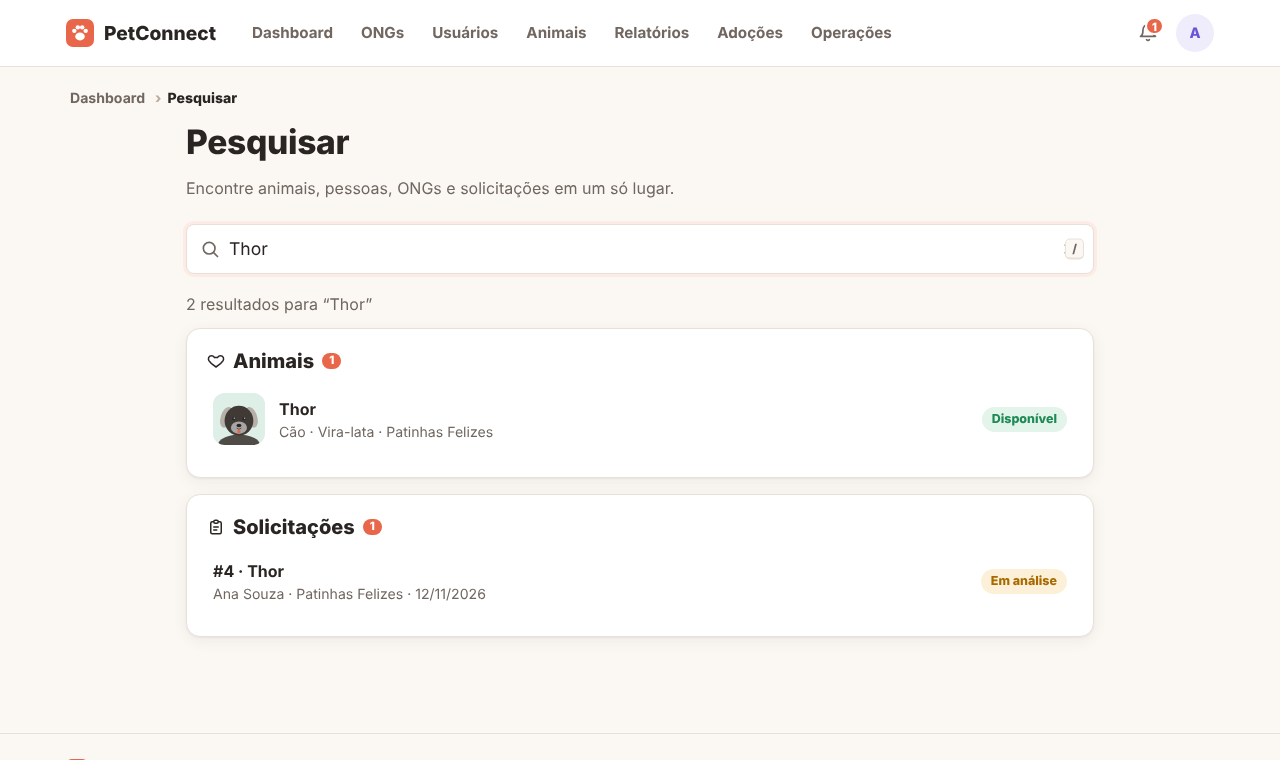 PetConnect Dashboard ONGs Usuários Animais Relatórios Adoções Operações 1 A
Dashboard › Pesquisar
Pesquisar
Encontre animais, pessoas, ONGs e solicitações em um só lugar.
Thor /
2 resultados para “Thor”
Animais 1
Thor
Cão · Vira-lata · Patinhas Felizes
Disponível
Solicitações 1
#4 · Thor
Ana Souza · Patinhas Felizes · 12/11/2026
Em análise